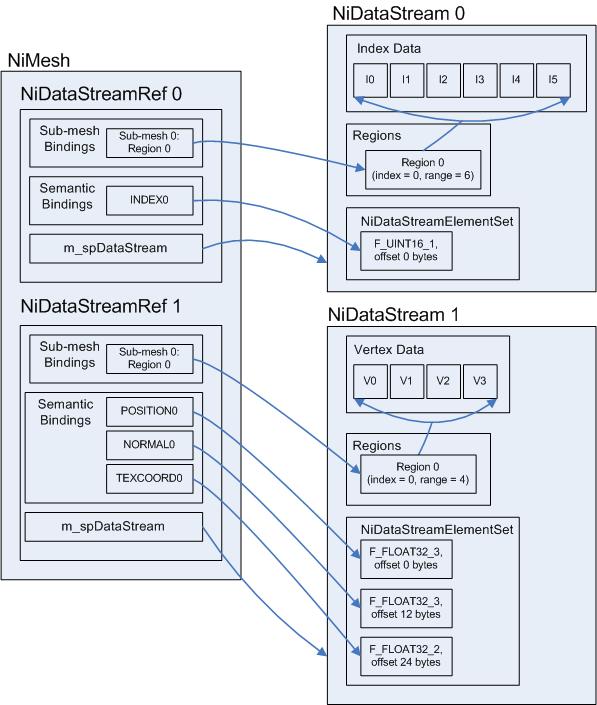 NiMesh
NiDataStreamRef 0
Sub-mesh
Bindings
Sub-mesh 0:
Region 0
Semantic
Bindings
INDEX0
m_spDataStream
NiDataStreamRef 1
Sub-mesh
Bindings
Sub-mesh 0:
Region 0
Semantic
Bindings
POSITION0
NORMAL0
TEXCOORD0
m_spDataStream
NiDataStream 0
Index Data
I0 I1 I2 I3 I4 I5
Regions
Region 0
(index = 0, range = 6)
NiDataStreamElementSet
F_UINT16_1,
offset 0 bytes
NiDataStream 1
Vertex Data
V0 V1 V2 V3
Regions
Region 0
(index = 0, range = 4)
NiDataStreamElementSet
F_FLOAT32_3,
offset 0 bytes
F_FLOAT32_3,
offset 12 bytes
F_FLOAT32_2,
offset 24 bytes